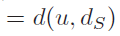 = d(u, d_S)